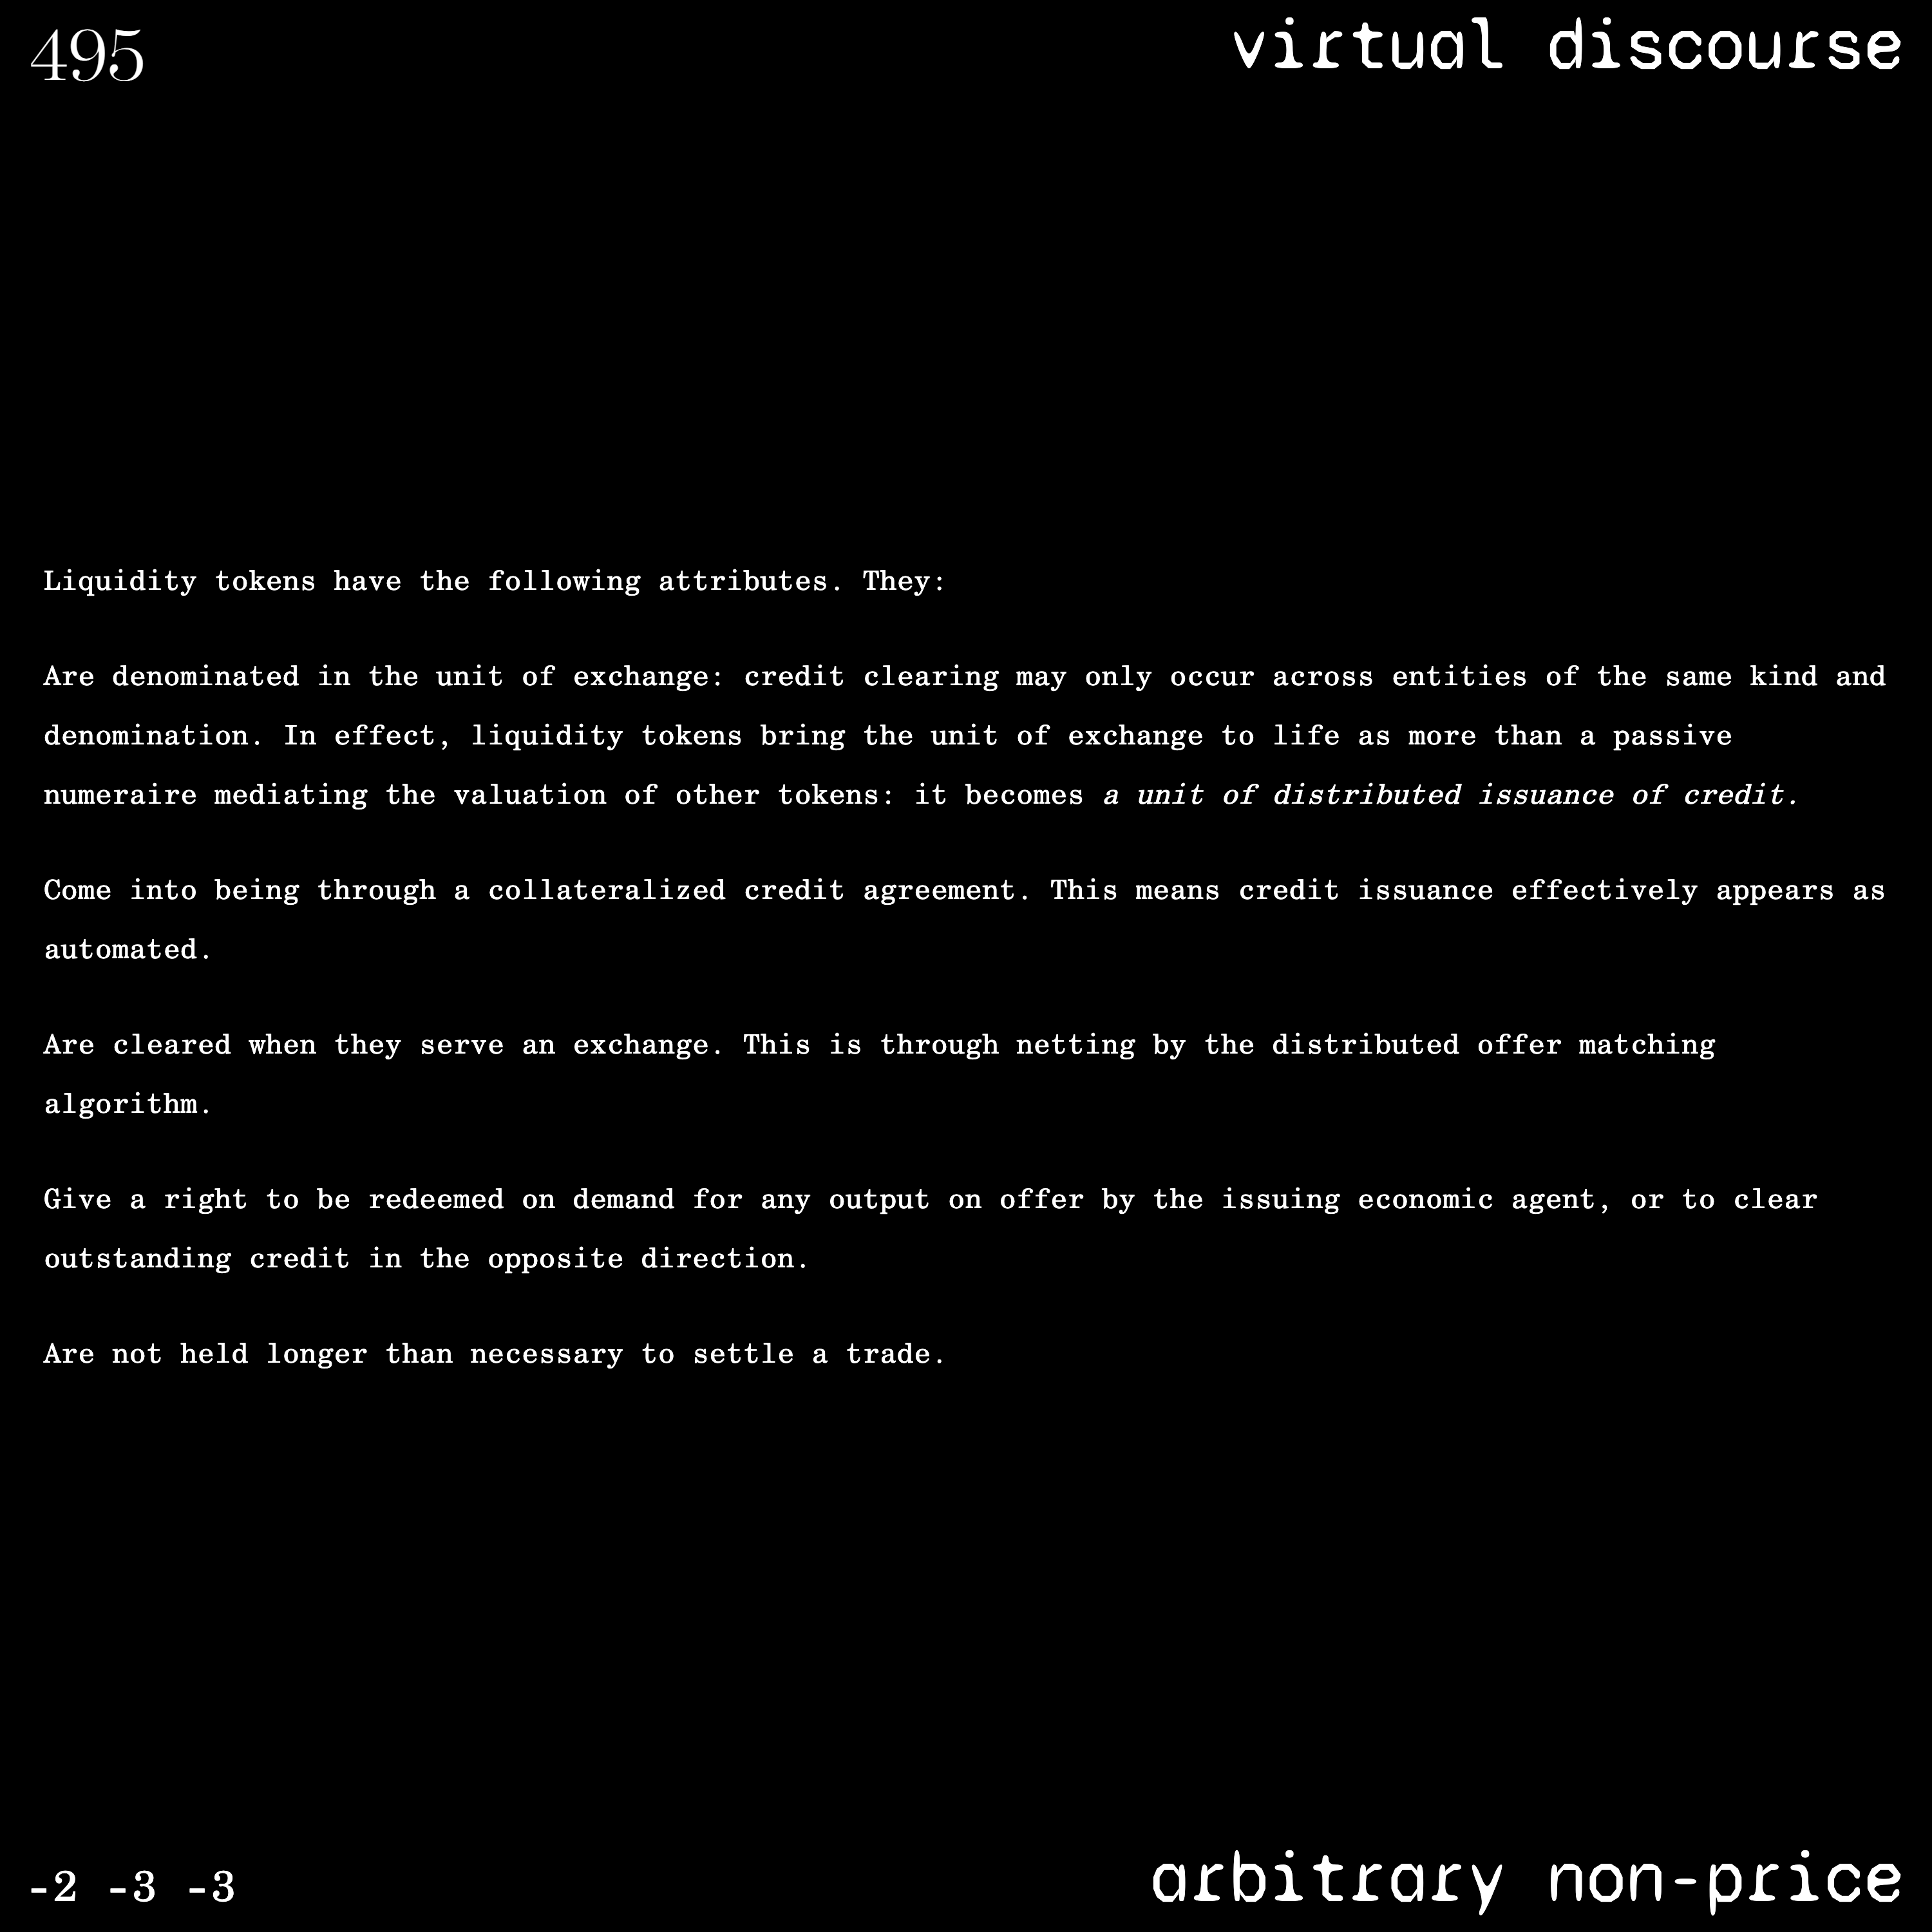 495
virtual discourse
Liquidity tokens have the following attributes. They:
Are denominated in the unit of exchange: credit clearing may only occur across entities of the same kind and
denomination. In effect, liquidity tokens bring the unit of exchange to life as more than a passive
numeraire mediating the valuation of other tokens: it becomes a unit of distributed issuance of credit.
Come into being through a collateralized credit agreement. This means credit issuance effectively appears as
automated.
Are cleared when they serve an exchange. This is through netting by the distributed offer matching
algorithm.
Give a right to be redeemed on demand for any output on offer by the issuing economic agent, or to clear
outstanding credit in the opposite direction.
Are not held longer than necessary to settle a trade.
-2 -3 -3
arbitrary non-price